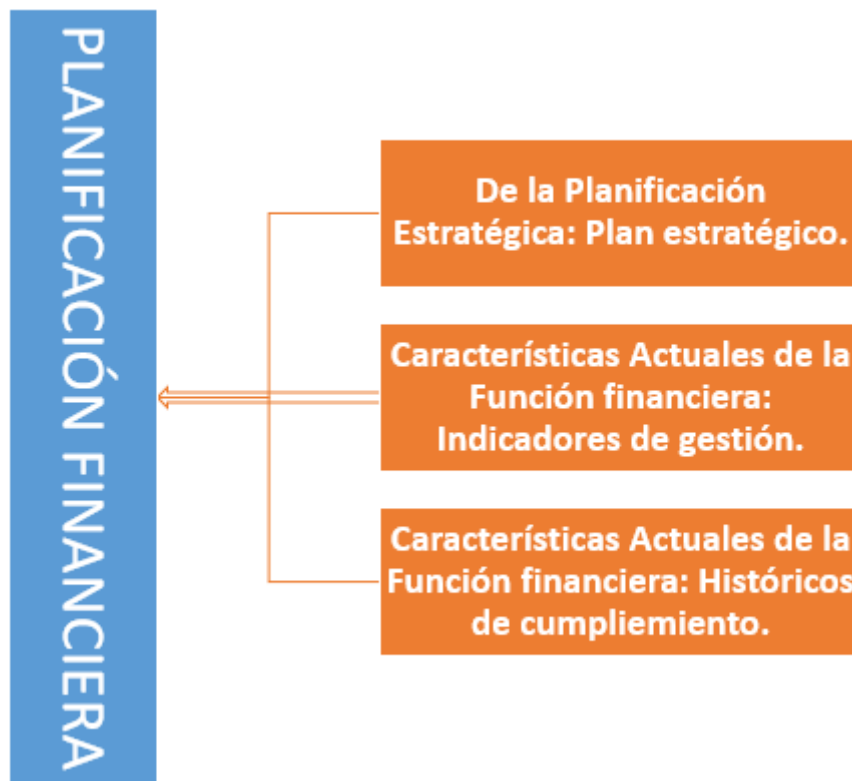 PLANIFICACIÓN FINANCIERA
De la Planificación
Estratégica: Plan estratégico.
Características Actuales de la
Función financiera:
Indicadores de gestión.
Características Actuales de la
Función financiera: Históricos
de cumpliemiento.